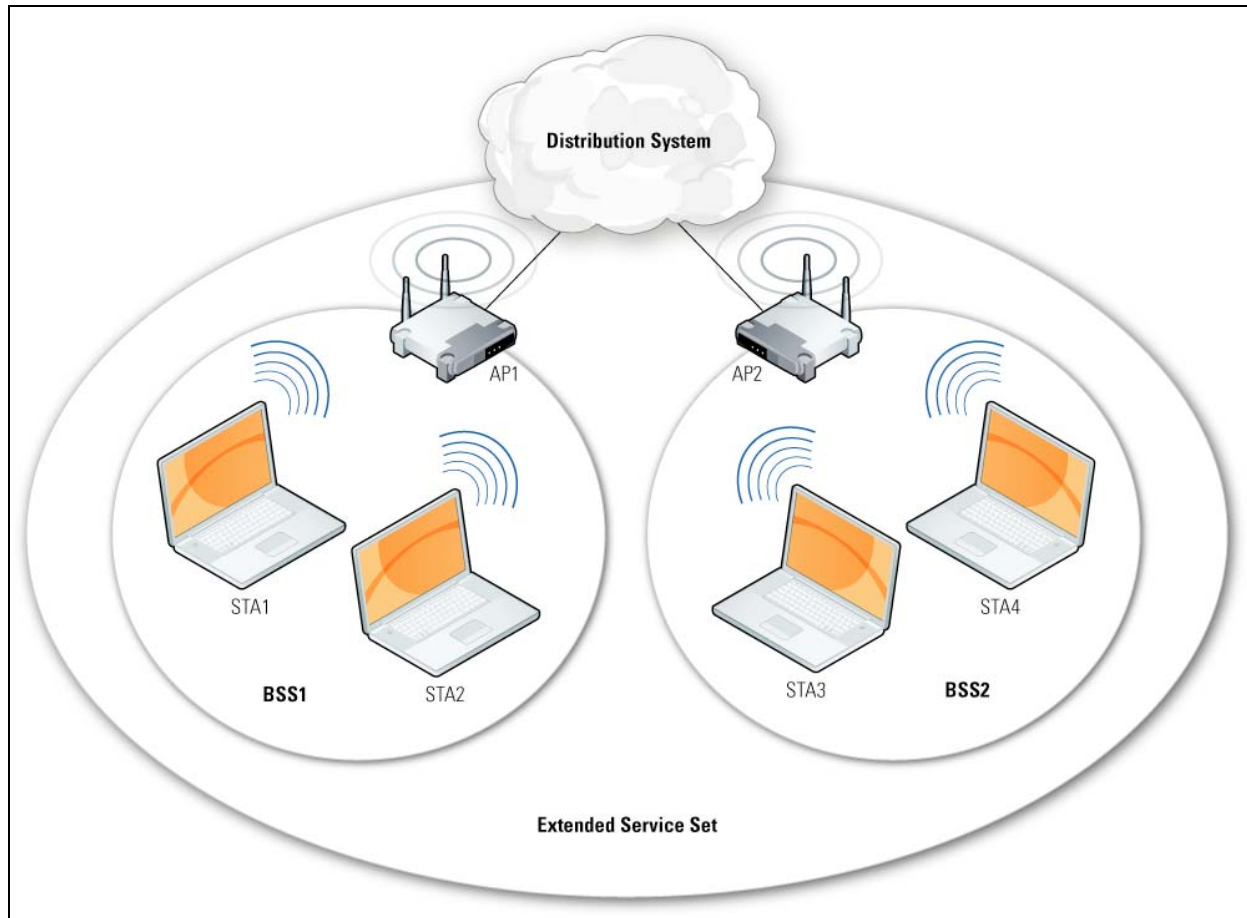 Distribution System
AP1
AP2
STA1
STA4
BSS1
STA2
STA3
BSS2
Extended Service Set